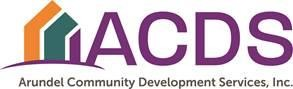 ACDS
Arundel Community Development Services, Inc.